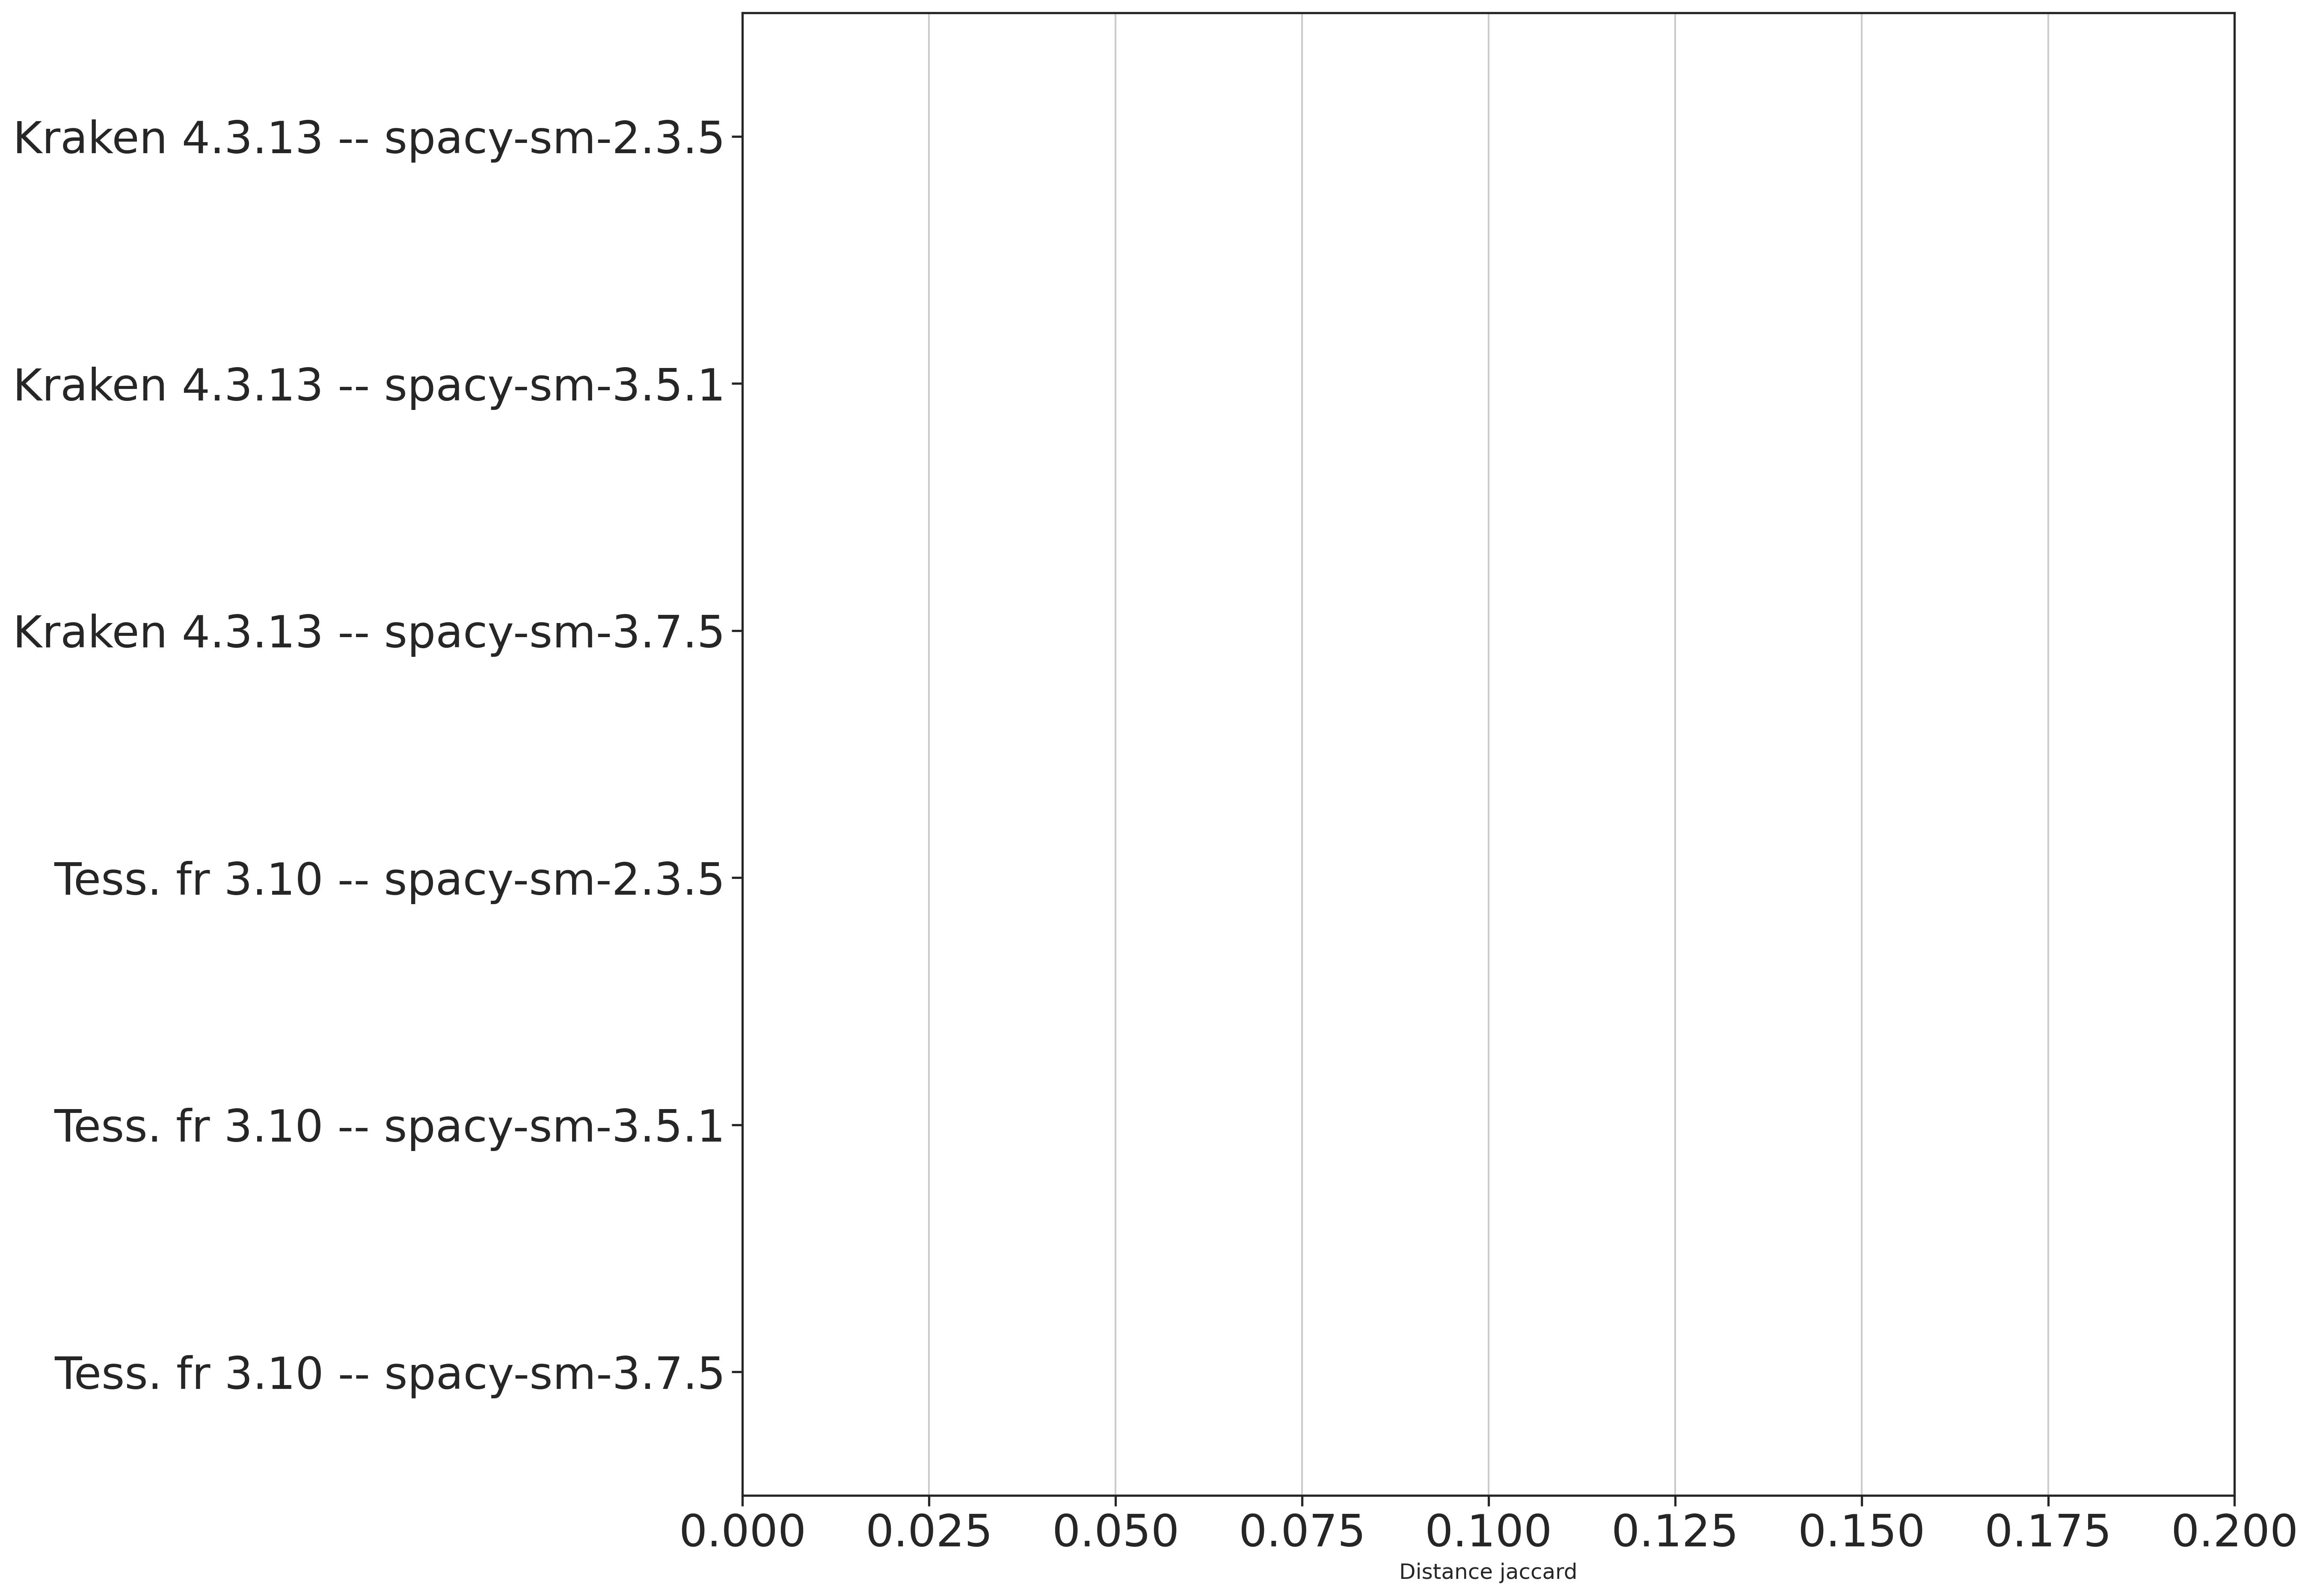 Kraken 4.3.13 -- spacy-sm-2.3.5
Kraken 4.3.13 -- spacy-sm-3.5.1
Kraken 4.3.13 -- spacy-sm-3.7.5
Tess. fr 3.10 -- spacy-sm-2.3.5
Tess. fr 3.10 -- spacy-sm-3.5.1
Tess. fr 3.10 -- spacy-sm-3.7.5
0.000 0.025 0.050 0.075 0.100 0.125 0.150 0.175 0.200
Distance jaccard